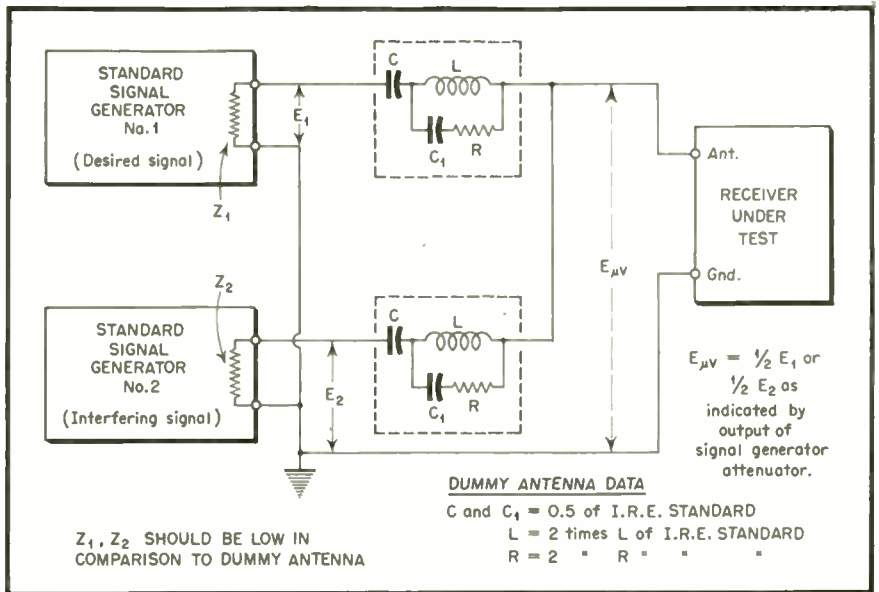 STANDARD
SIGNAL
GENERATOR
No.1
(Desired signal)
Z₁
E₁
C
L
C₁
R
Ant.
RECEIVER
UNDER
TEST
Gnd.
EμV
Z₂
STANDARD
SIGNAL
GENERATOR
No.2
(Interfering signal)
E₂
C
L
C₁
R
EμV = ½ E₁ or
½ E₂ as
indicated by
output of
signal generator
attenuator.
DUMMY ANTENNA DATA
C and C₁ = 0.5 of I.R.E. STANDARD
L = 2 times L of I.R.E. STANDARD
R = 2 " R " " "
Z₁, Z₂ SHOULD BE LOW IN
COMPARISON TO DUMMY ANTENNA